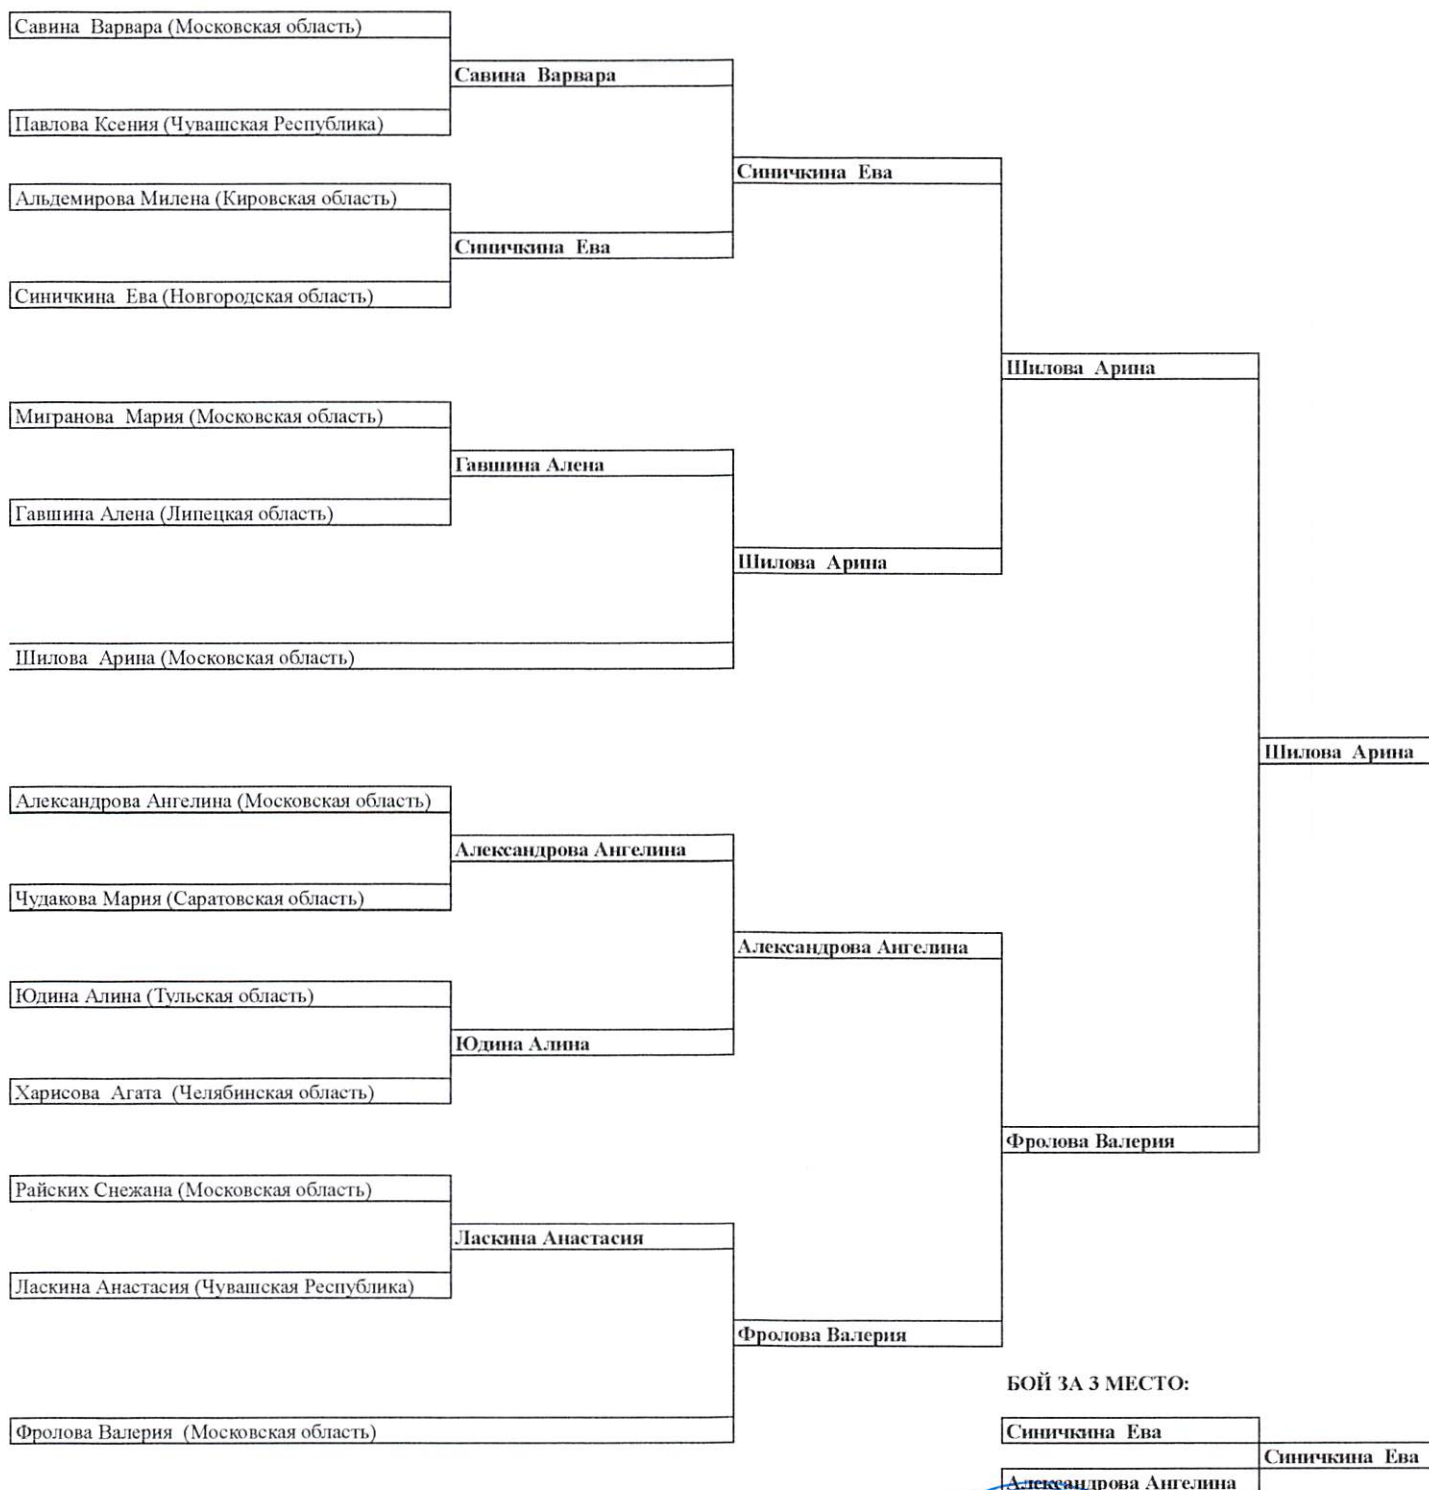 Савина Варвара (Московская область)
Савина Варвара
Павлова Ксения (Чувашская Республика)
Синичкина Ева
Альдемирова Милена (Кировская область)
Синичкина Ева
Синичкина Ева (Новгородская область)
Шилова Арина
Мигранова Мария (Московская область)
Гавшина Алена
Гавшина Алена (Липецкая область)
Шилова Арина
Шилова Арина (Московская область)
Шилова Арина
Александрова Ангелина (Московская область)
Александрова Ангелина
Чудакова Мария (Саратовская область)
Александрова Ангелина
Юдина Алина (Тульская область)
Юдина Алина
Харисова Агата (Челябинская область)
Фролова Валерия
Райских Снежана (Московская область)
Ласкина Анастасия
Ласкина Анастасия (Чувашская Республика)
Фролова Валерия
БОЙ ЗА 3 МЕСТО:
Фролова Валерия (Московская область)
Синичкина Ева
Синичкина Ева
Александрова Ангелина